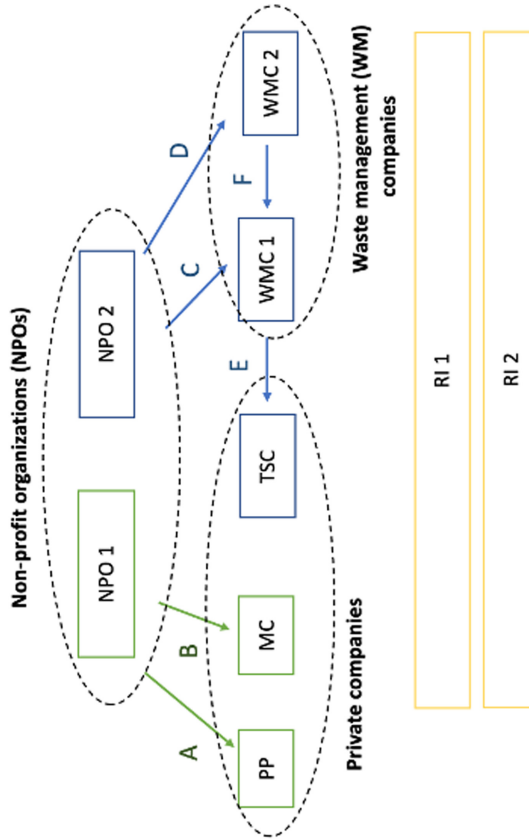 Non-profit organizations (NPOs)
NPO 1
NPO 2
A
B
C
D
PP
MC
TSC
E
WMC 1
F
WMC 2
Private companies
Waste management (WM)
companies
RI 1
RI 2